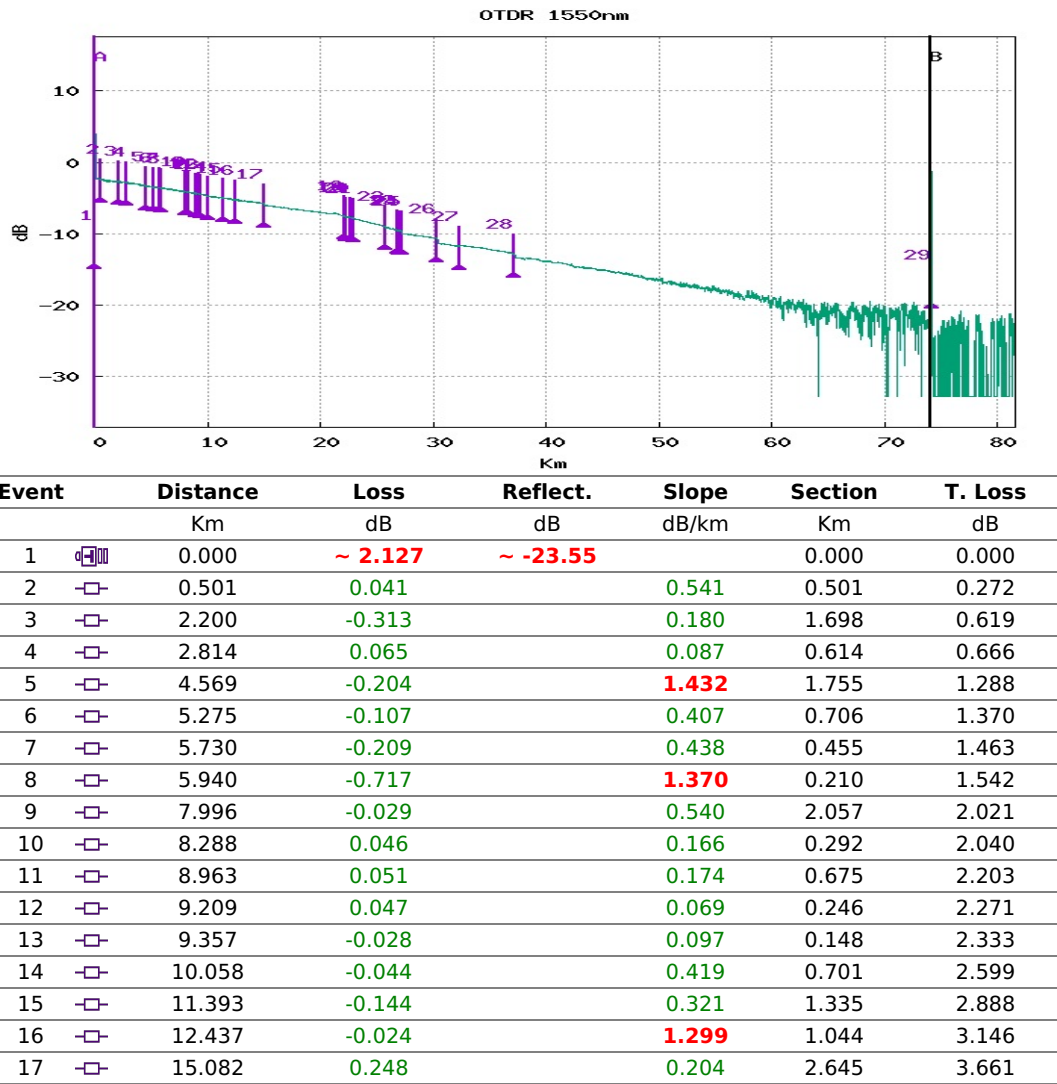 OTDR 1550nm
A
B
10
0
-10
-20
-30
dB
1
2
3
4
16
17
26
27
28
29
0 10 20 30 40 50 60 70 80
Km
Event Distance Loss Reflect. Slope Section T. Loss
Km dB dB dB/km Km dB
1 0.000 ~ 2.127 ~ -23.55 0.000 0.000
2 0.501 0.041 0.541 0.501 0.272
3 2.200 -0.313 0.180 1.698 0.619
4 2.814 0.065 0.087 0.614 0.666
5 4.569 -0.204 1.432 1.755 1.288
6 5.275 -0.107 0.407 0.706 1.370
7 5.730 -0.209 0.438 0.455 1.463
8 5.940 -0.717 1.370 0.210 1.542
9 7.996 -0.029 0.540 2.057 2.021
10 8.288 0.046 0.166 0.292 2.040
11 8.963 0.051 0.174 0.675 2.203
12 9.209 0.047 0.069 0.246 2.271
13 9.357 -0.028 0.097 0.148 2.333
14 10.058 -0.044 0.419 0.701 2.599
15 11.393 -0.144 0.321 1.335 2.888
16 12.437 -0.024 1.299 1.044 3.146
17 15.082 0.248 0.204 2.645 3.661